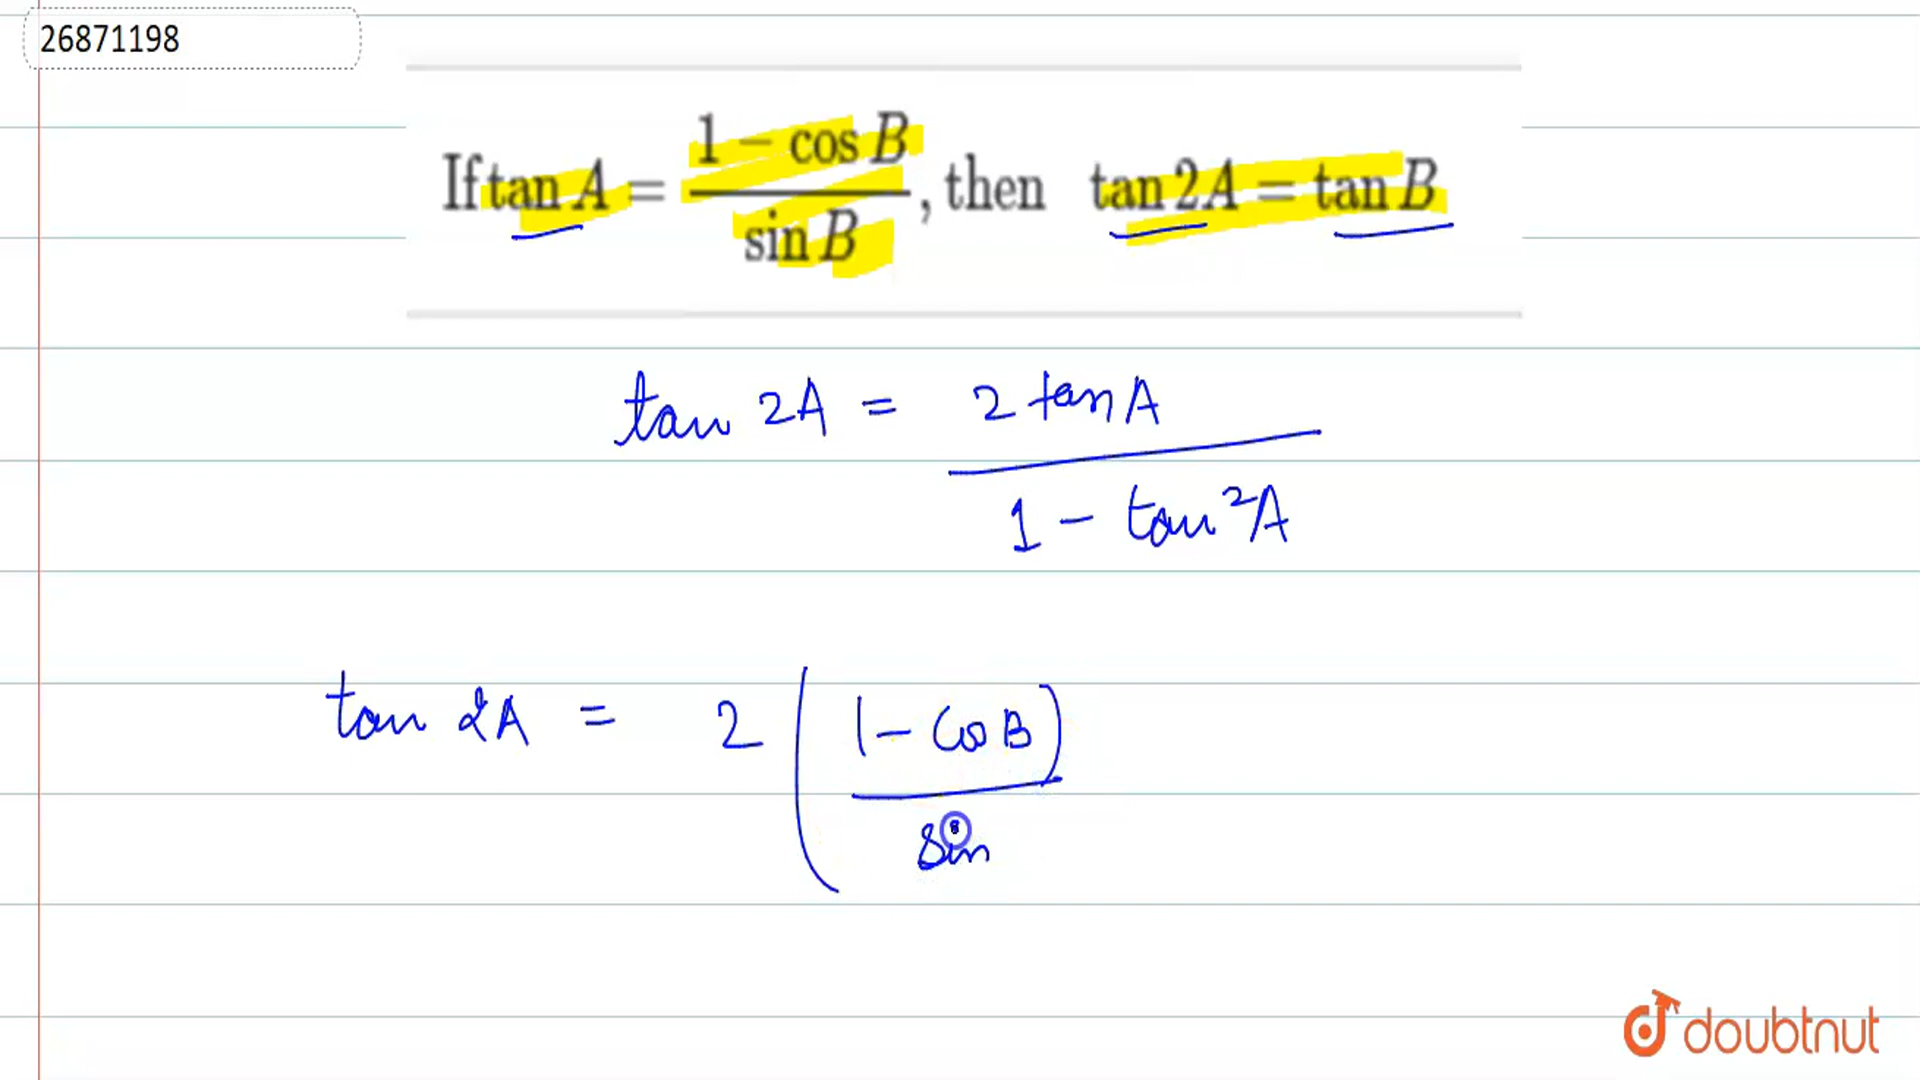 26871198
If tan A = (1 − cos B)/(sin B), then tan 2A = tan B
tan 2A = (2 tan A)/(1 − tan²A)
tan 2A = 2 ((1 − Cos B)/(Sin
doubtnut